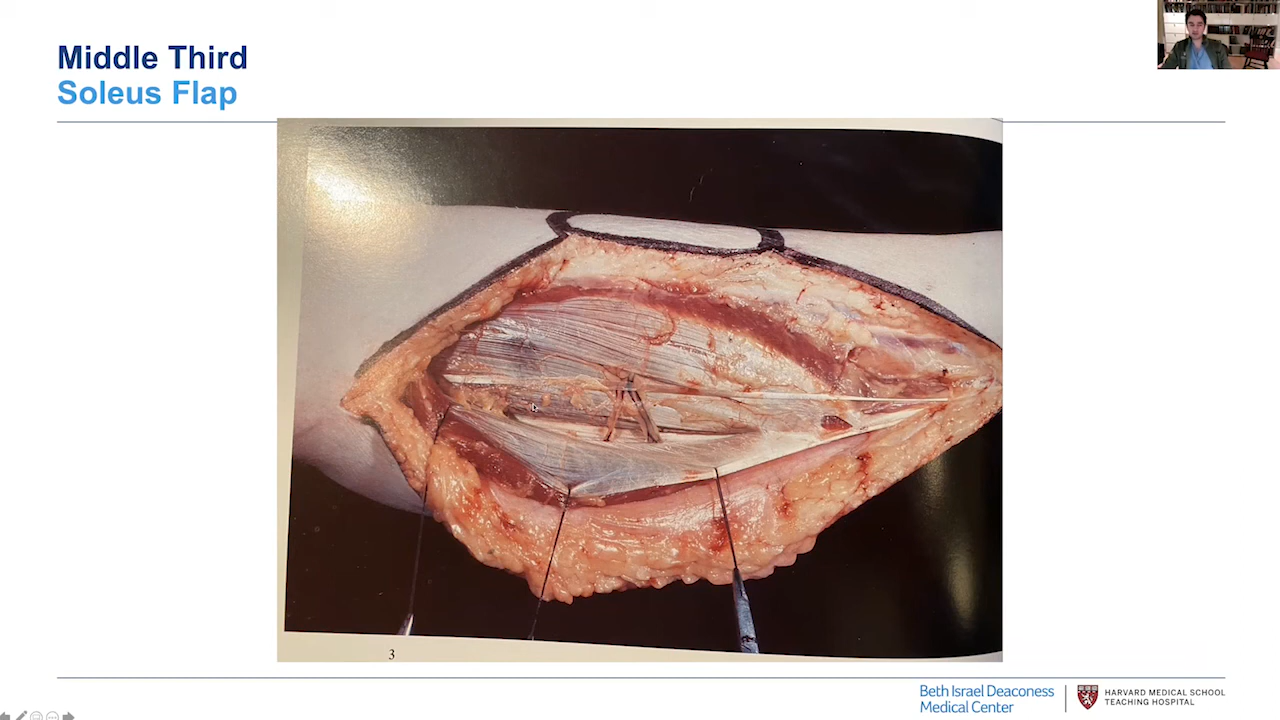 Middle Third
Soleus Flap
3
Beth Israel Deaconess
Medical Center
HARVARD MEDICAL SCHOOL
TEACHING HOSPITAL